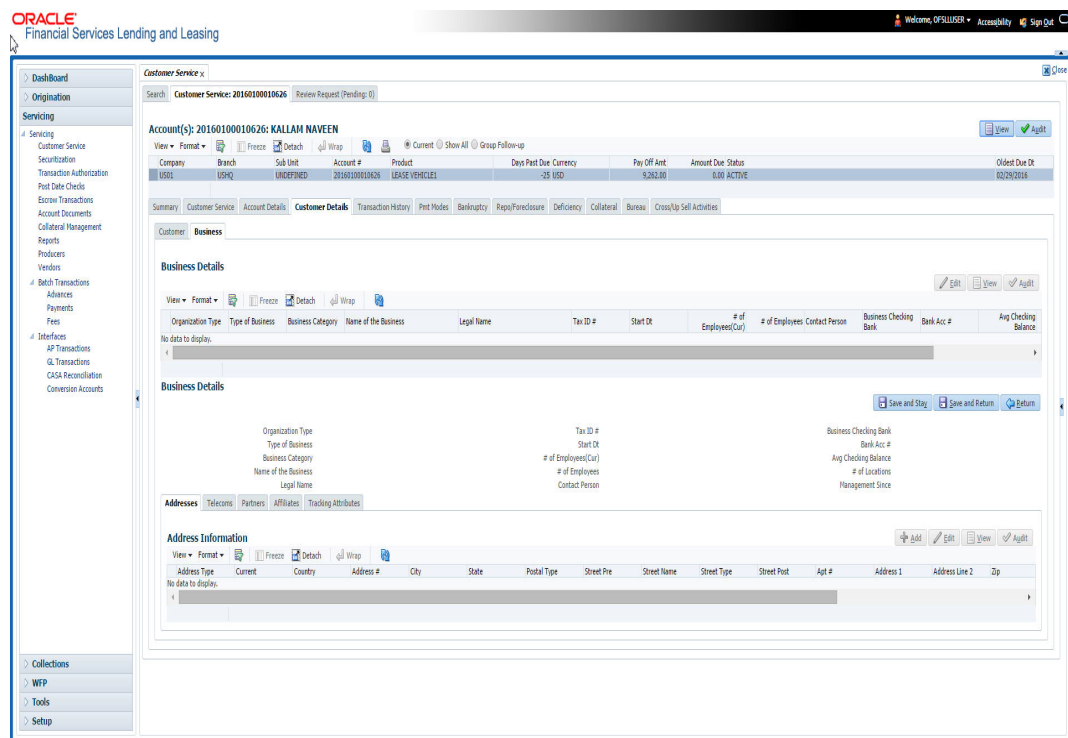 ORACLE
Financial Services Lending and Leasing
Welcome, OFSLLUSER Accessibility Sign Out
Close
DashBoard
Origination
Servicing
Servicing
Customer Service
Securitization
Transaction Authorization
Post Date Checks
Escrow Transactions
Account Documents
Collateral Management
Reports
Producers
Vendors
Batch Transactions
Advances
Payments
Fees
Interfaces
AP Transactions
GL Transactions
CASA Reconciliation
Conversion Accounts
Collections
WFP
Tools
Setup
Customer Service x
Search Customer Service: 20160100010626 Review Request (Pending: 0)
Account(s): 20160100010626: KALLAM NAVEEN
View Audit
View Format Freeze Detach Wrap Current Show All Group Follow-up
Company Branch Sub Unit Account # Product Days Past Due Currency Pay Off Amt Amount Due Status Oldest Due Dt
US01 USHQ UNDEFINED 20160100010626 LEASE VEHICLE1 -25 USD 9,262.00 0.00 ACTIVE 02/29/2016
Summary Customer Service Account Details Customer Details Transaction History Pmt Modes Bankruptcy Repo/Foreclosure Deficiency Collateral Bureau Cross/Up Sell Activities
Customer Business
Business Details
Edit View Audit
View Format Freeze Detach Wrap
Organization Type Type of Business Business Category Name of the Business Legal Name Tax ID # Start Dt # of Employees(Cur) # of Employees Contact Person Business Checking Bank Bank Acc # Avg Checking Balance
No data to display.
Business Details
Save and Stay Save and Return Return
Organization Type Tax ID # Business Checking Bank
Type of Business Start Dt Bank Acc #
Business Category # of Employees(Cur) Avg Checking Balance
Name of the Business # of Employees # of Locations
Legal Name Contact Person Management Since
Addresses Telecoms Partners Affiliates Tracking Attributes
Address Information
Add Edit View Audit
View Format Freeze Detach Wrap
Address Type Current Country Address # City State Postal Type Street Pre Street Name Street Type Street Post Apt # Address 1 Address Line 2 Zip
No data to display.